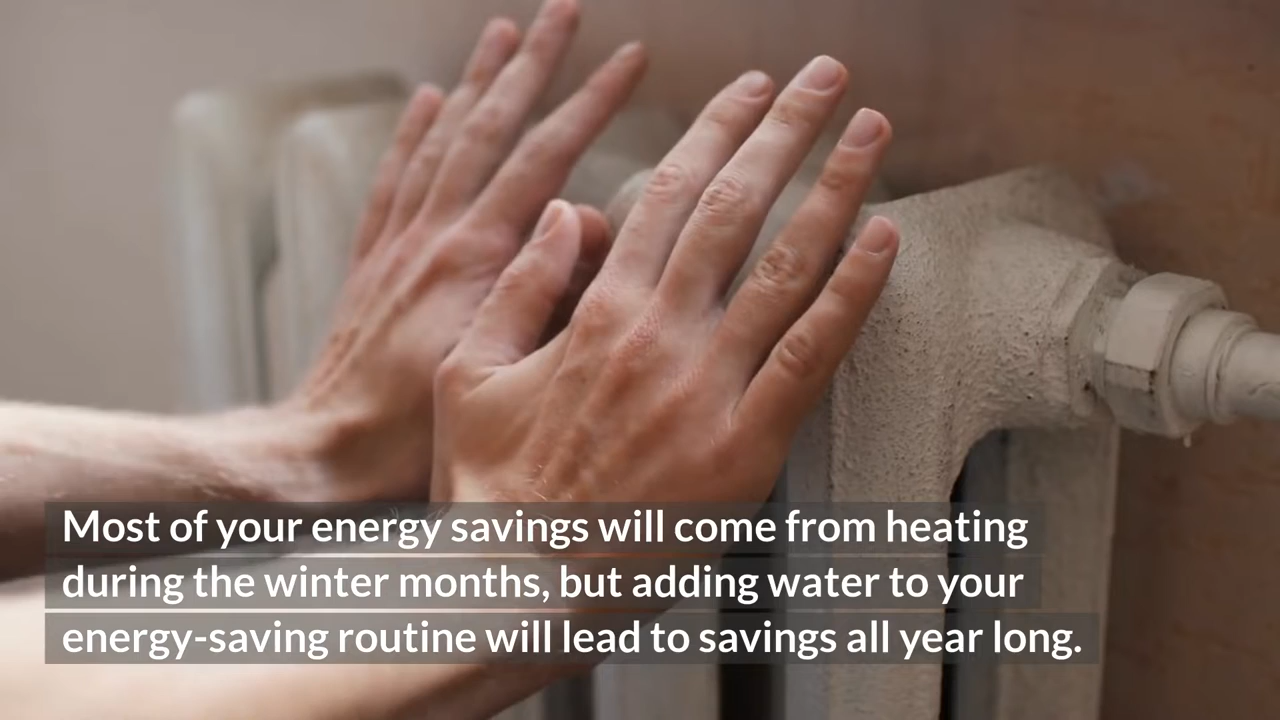 Most of your energy savings will come from heating
during the winter months, but adding water to your
energy-saving routine will lead to savings all year long.